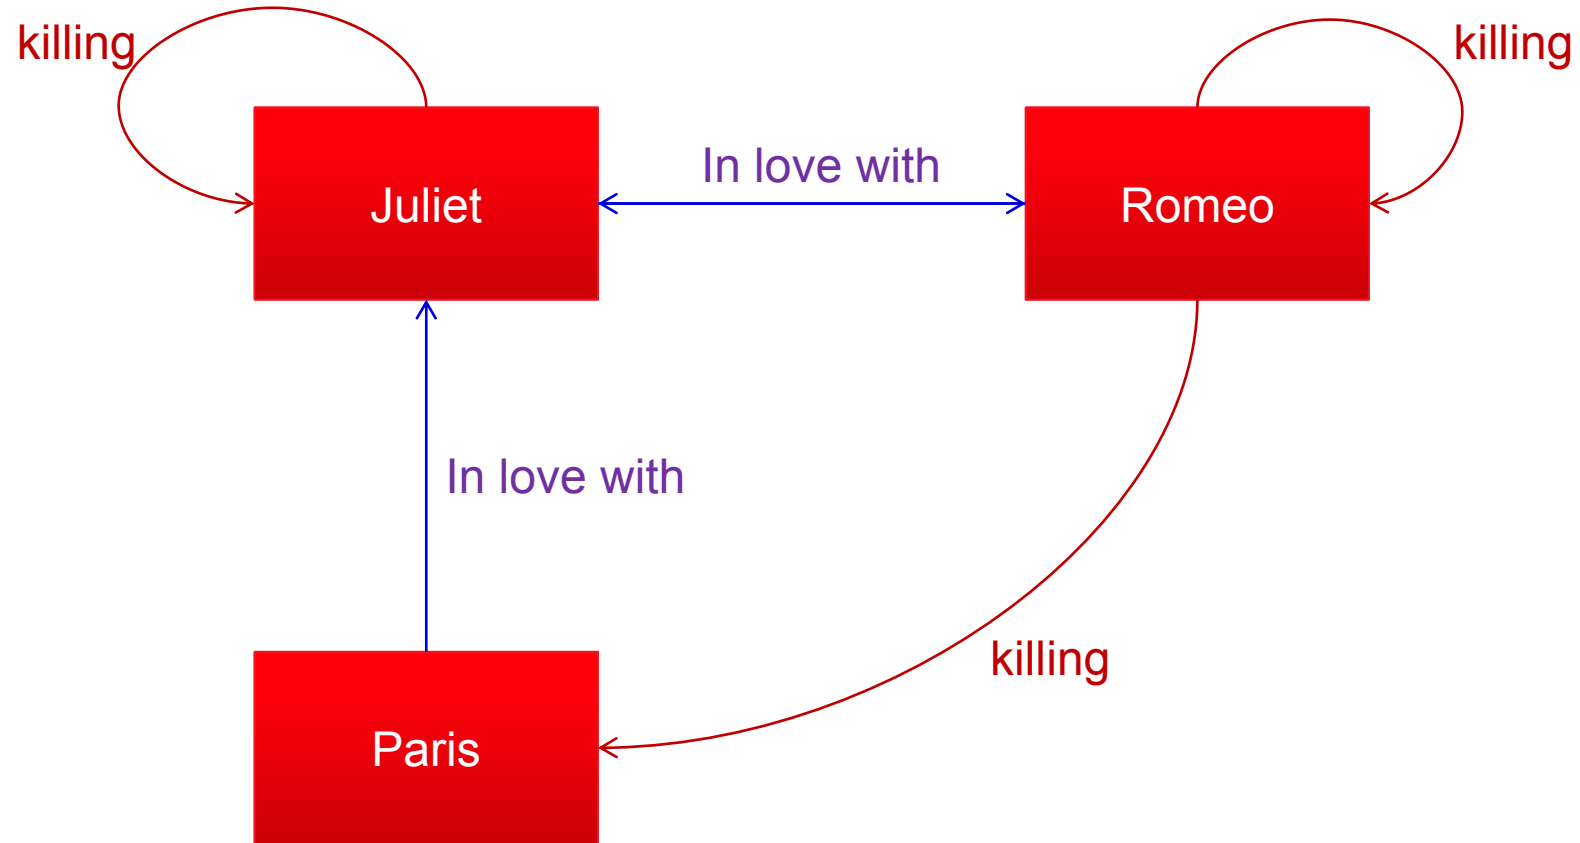 killing
killing
In love with
Juliet
Romeo
In love with
killing
Paris